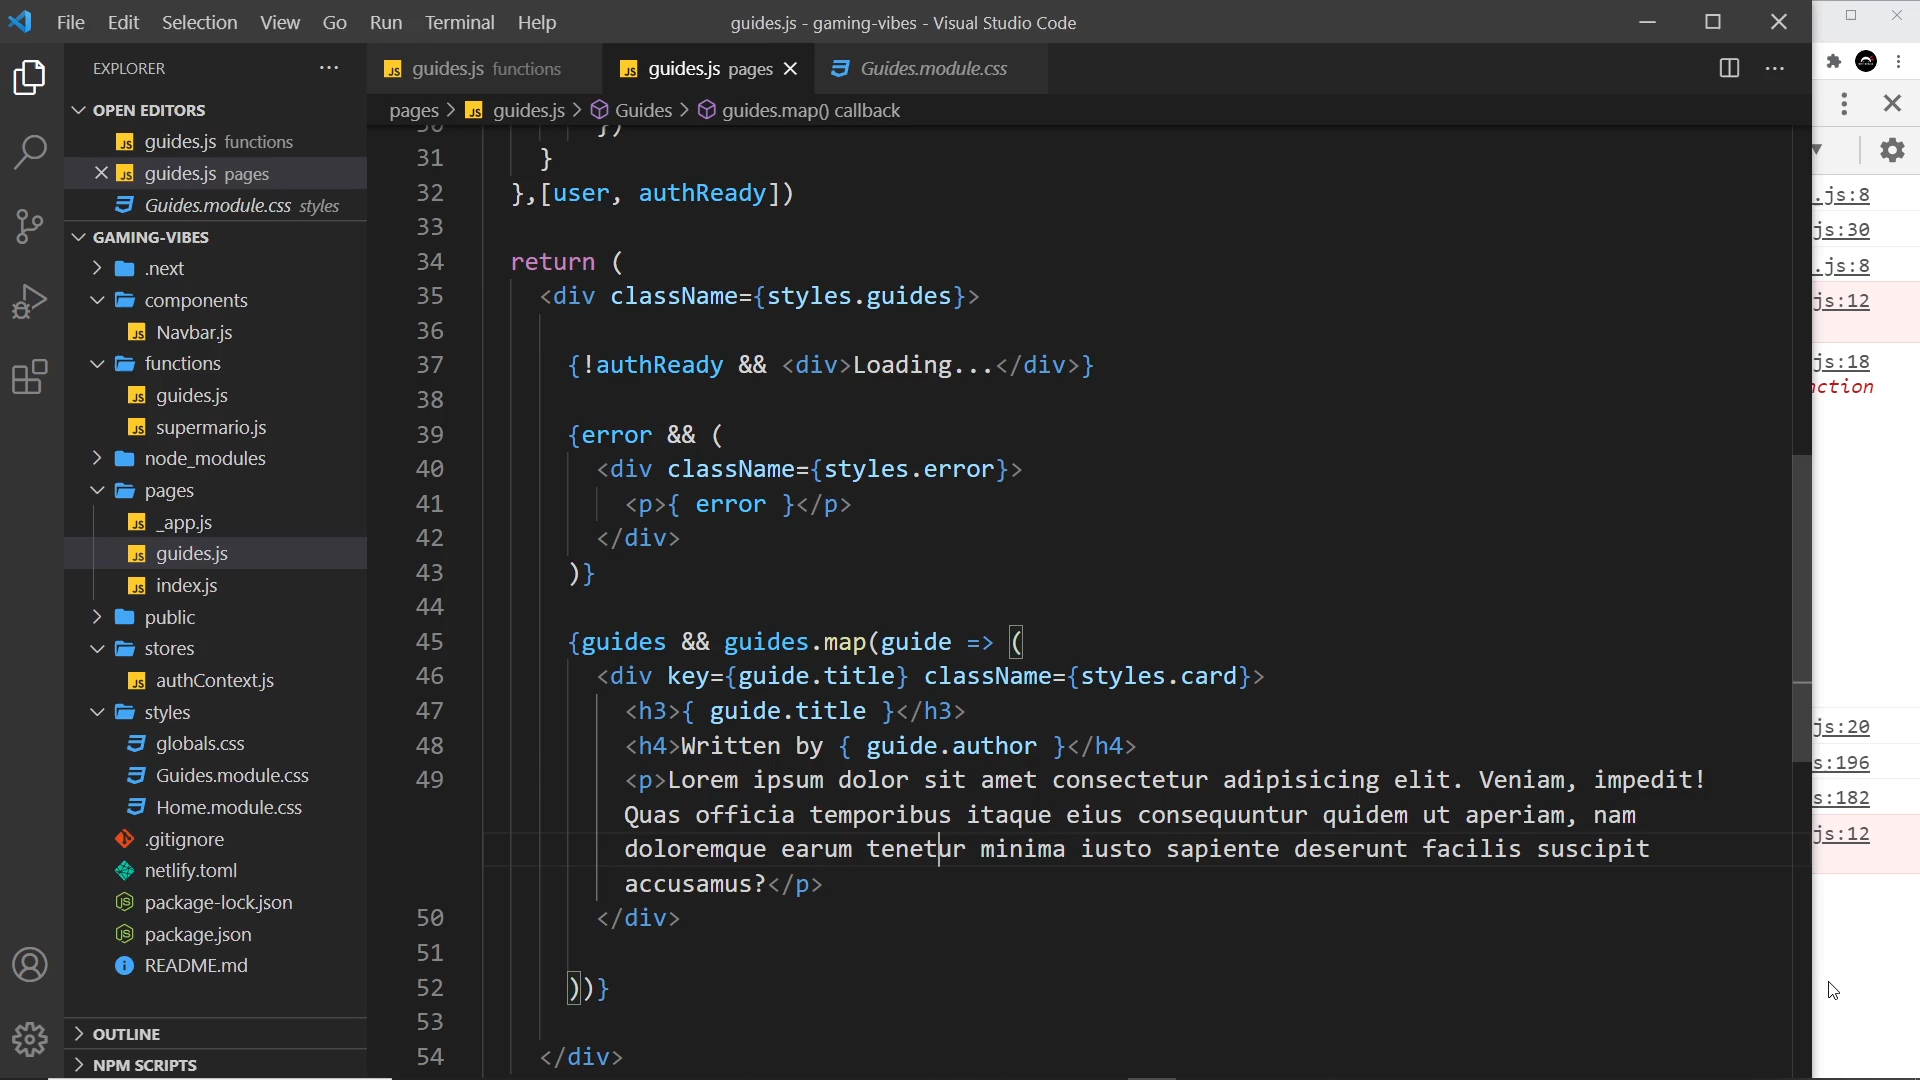 File Edit Selection View Go Run Terminal Help
guides.js - gaming-vibes - Visual Studio Code
EXPLORER
guides.js functions
guides.js pages
Guides.module.css
pages > guides.js > Guides > guides.map() callback
OPEN EDITORS
guides.js functions
guides.js pages
Guides.module.css styles
GAMING-VIBES
.next
components
Navbar.js
functions
guides.js
supermario.js
node_modules
pages
_app.js
guides.js
index.js
public
stores
authContext.js
styles
globals.css
Guides.module.css
Home.module.css
.gitignore
netlify.toml
package-lock.json
package.json
README.md
OUTLINE
NPM SCRIPTS
30 })
31 }
32 },[user, authReady])
33
34 return (
35 <div className={styles.guides}>
36
37 {!authReady && <div>Loading...</div>}
38
39 {error && (
40 <div className={styles.error}>
41 <p>{ error }</p>
42 </div>
43 )}
44
45 {guides && guides.map(guide => (
46 <div key={guide.title} className={styles.card}>
47 <h3>{ guide.title }</h3>
48 <h4>Written by { guide.author }</h4>
49 <p>Lorem ipsum dolor sit amet consectetur adipisicing elit. Veniam, impedit!
Quas officia temporibus itaque eius consequuntur quidem ut aperiam, nam
doloremque earum tenetur minima iusto sapiente deserunt facilis suscipit
accusamus?</p>
50 </div>
51
52 ))}
53
54 </div>
.js:8
js:30
.js:8
js:12
js:18
nction
js:20
s:196
s:182
js:12